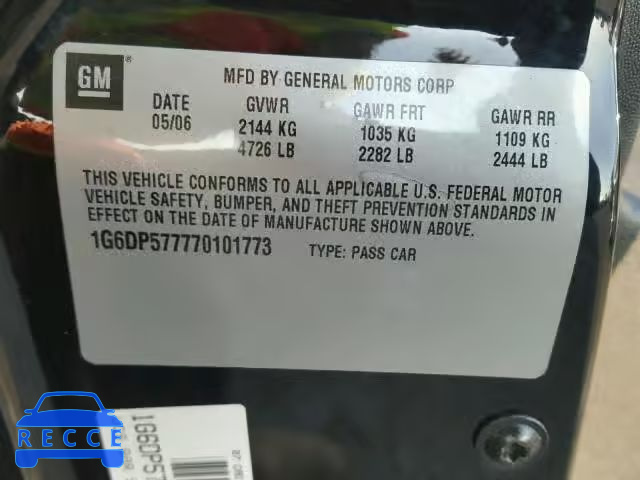 GM ®
MFD BY GENERAL MOTORS CORP
DATE GVWR GAWR FRT GAWR RR
05/06 2144 KG 1035 KG 1109 KG
4726 LB 2282 LB 2444 LB
THIS VEHICLE CONFORMS TO ALL APPLICABLE U.S. FEDERAL MOTOR
VEHICLE SAFETY, BUMPER, AND THEFT PREVENTION STANDARDS IN
EFFECT ON THE DATE OF MANUFACTURE SHOWN ABOVE.
1G6DP577770101773 TYPE: PASS CAR
1G6DP57
RECCE